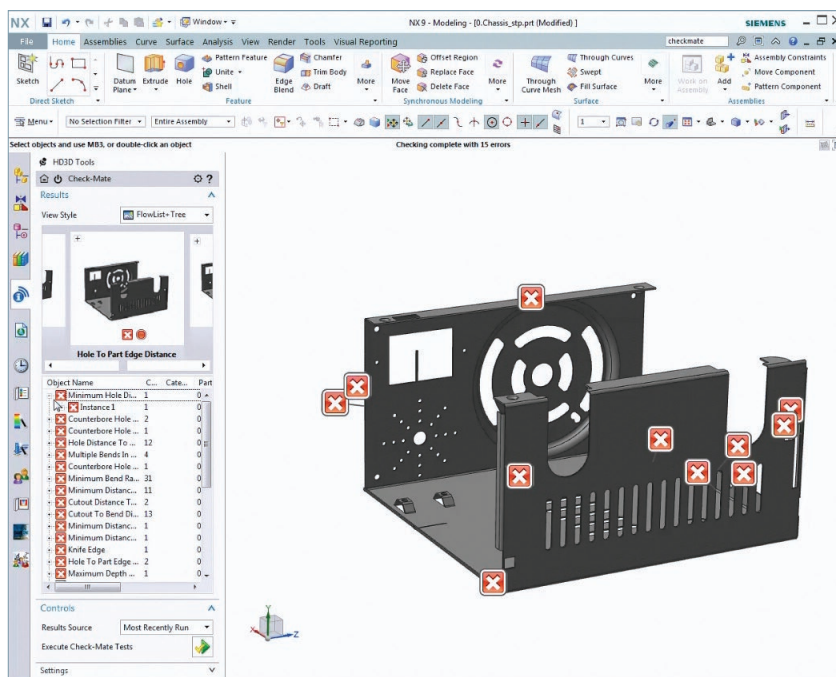 NX Window NX 9 - Modeling - [0.Chassis_stp.prt (Modified) ] SIEMENS
File Home Assemblies Curve Surface Analysis View Render Tools Visual Reporting checkmate
Sketch
Direct Sketch
Datum Plane Extrude Hole
Pattern Feature
Unite
Shell
Edge Blend
Chamfer
Trim Body
Draft
More
Feature
Move Face
Offset Region
Replace Face
Delete Face
More
Synchronous Modeling
Through Curve Mesh
Through Curves
Swept
Fill Surface
More
Surface
Work on Assembly
Add
Assembly Constraints
Move Component
Pattern Component
Assemblies
Menu No Selection Filter Entire Assembly 1
Select objects and use MB3, or double-click an object Checking complete with 15 errors
HD3D Tools
Check-Mate
Results
View Style FlowList+Tree
Hole To Part Edge Distance
Object Name C... Cate... Part
Minimum Hole Di... 1 0
Instance 1 1 0
Counterbore Hole ... 2 0
Counterbore Hole ... 1 0
Hole Distance To ... 12 0
Multiple Bends In ... 4 0
Counterbore Hole ... 1 0
Minimum Bend Ra... 31 0
Minimum Distanc... 11 0
Cutout Distance T... 2 0
Cutout To Bend Di... 13 0
Minimum Distanc... 1 0
Minimum Distanc... 1 0
Knife Edge 1 0
Hole To Part Edge ... 2 0
Maximum Depth ... 1 0
Controls
Results Source Most Recently Run
Execute Check-Mate Tests
Settings
Y
X
Z